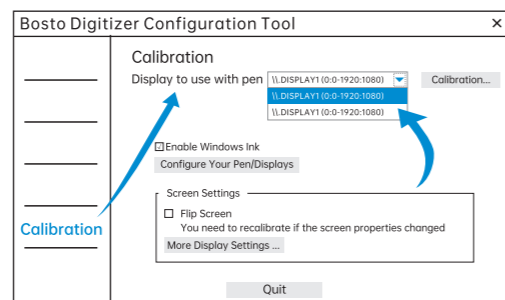 Bosto Digitizer Configuration Tool ×
Calibration
Display to use with pen \\.DISPLAY1 (0:0-1920:1080) Calibration...
\\.DISPLAY1 (0:0-1920:1080)
\\.DISPLAY1 (0:0-1920:1080)
Enable Windows Ink
Configure Your Pen/Displays
Screen Settings
Flip Screen
You need to recalibrate if the screen properties changed
More Display Settings ...
Calibration
Quit